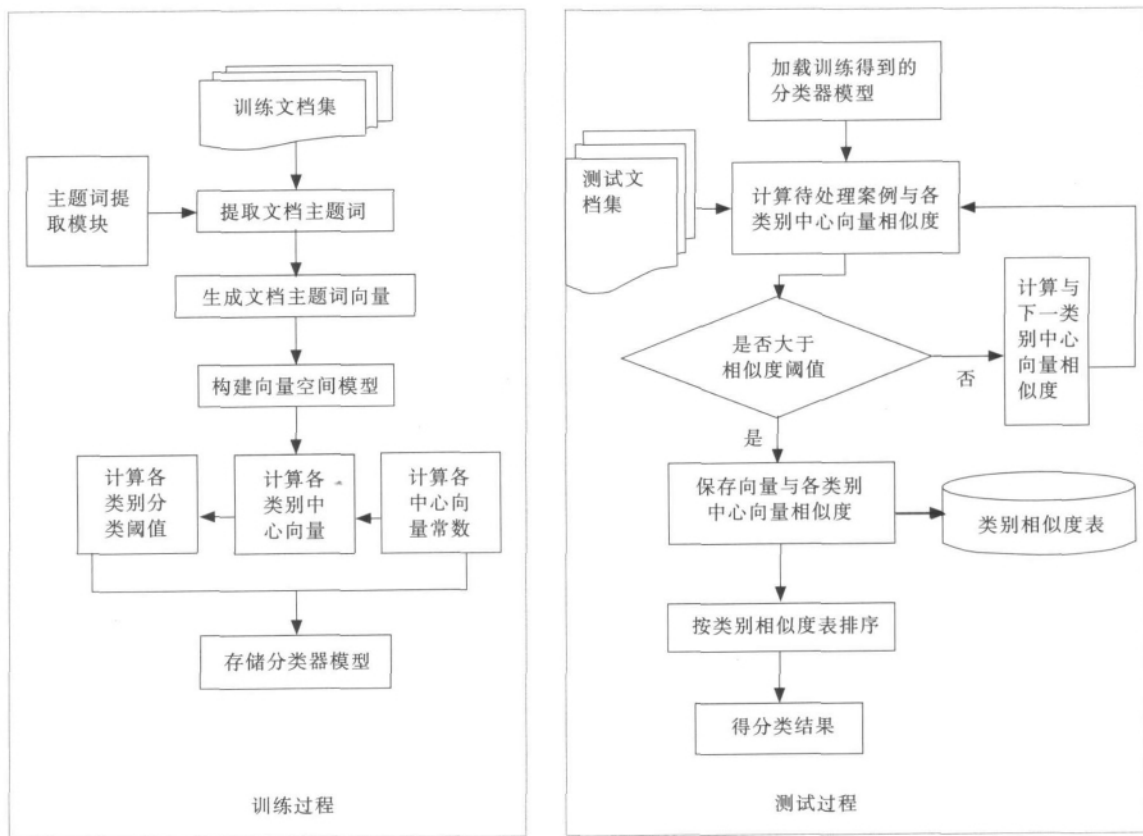 训练文档集
主题词提
取模块
提取文档主题词
生成文档主题词向量
构建向量空间模型
计算各
类别分
类阈值
计算各
类别中
心向量
计算各
中心向
量常数
存储分类器模型
训练过程
加载训练得到的
分类器模型
测试文
档集
计算待处理案例与各
类别中心向量相似度
是否大于
相似度阈值
否
计算与
下一类
别中心
向量相
似度
是
保存向量与各类别
中心向量相似度
类别相似度表
按类别相似度表排序
得分类结果
测试过程